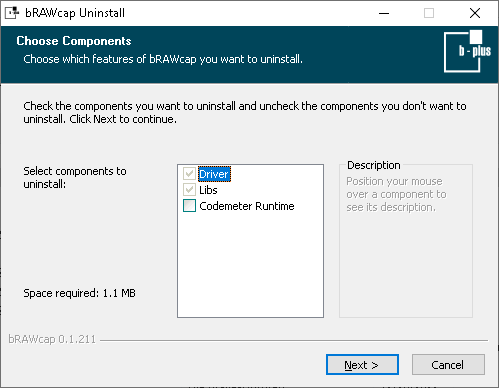 bRAWcap Uninstall
Choose Components
Choose which features of bRAWcap you want to uninstall.
b - plus
Check the components you want to uninstall and uncheck the components you don't want to
uninstall. Click Next to continue.
Select components to
uninstall:
Driver
Libs
Codemeter Runtime
Description
Position your mouse
over a component to
see its description.
Space required: 1.1 MB
bRAWcap 0.1.211
Next >
Cancel